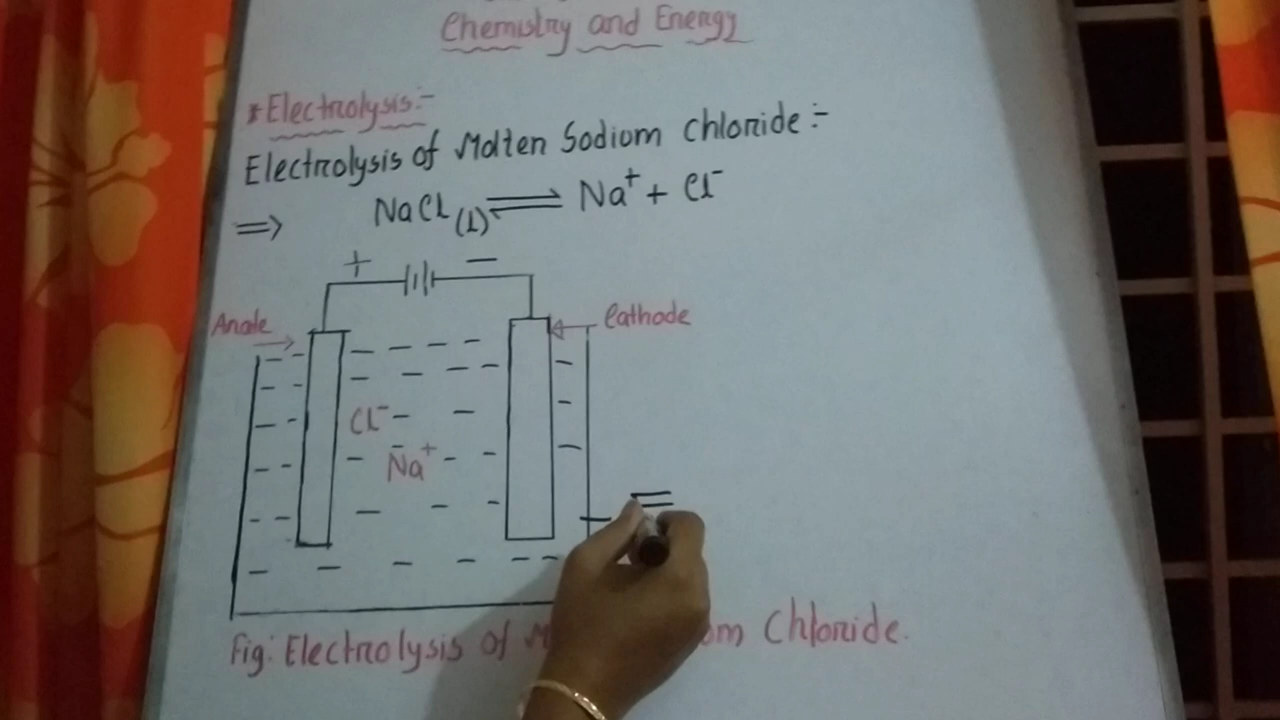 Chemistry and Energy
* Electrolysis:-
Electrolysis of Molten Sodium Chloride:-
⇒ NaCl (l) ⇌ Na⁺ + Cl⁻
+ −
Anale
Cathode
Cl⁻
Na⁺
Fig: Electrolysis of Chloride.